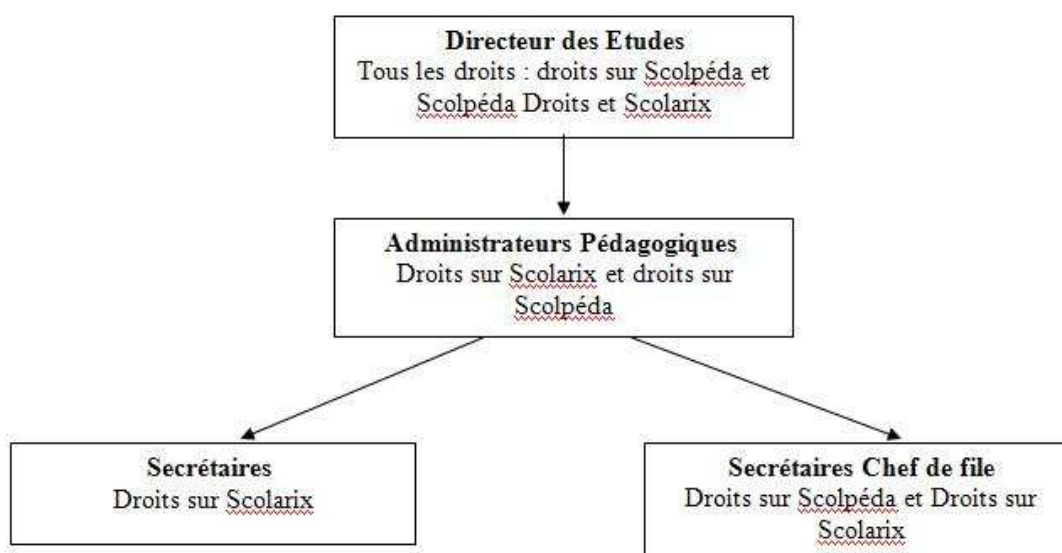 Directeur des Etudes
Tous les droits : droits sur Scolpéda et
Scolpéda Droits et Scolarix
Administrateurs Pédagogiques
Droits sur Scolarix et droits sur
Scolpéda
Secrétaires
Droits sur Scolarix
Secrétaires Chef de file
Droits sur Scolpéda et Droits sur
Scolarix